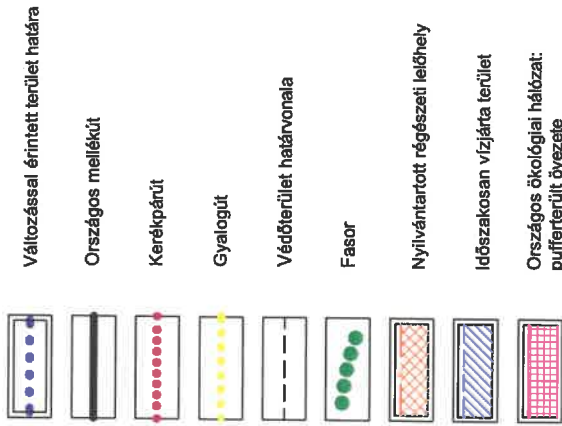 Változással érintett terület határa
Országos mellékút
Kerékpárút
Gyalogút
Védőterület határvonala
Fasor
Nyilvántartott régészeti lelőhely
Időszakosan vízjárta terület
Országos ökológiai hálózat:
pufferterült övezete